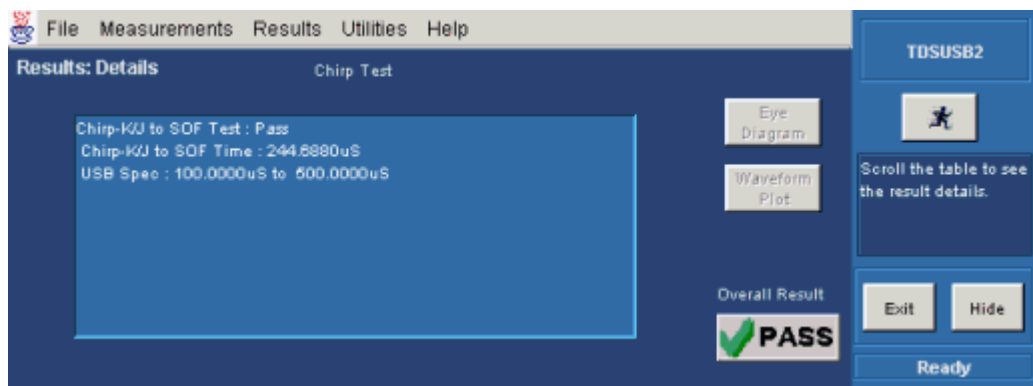 File Measurements Results Utilities Help
TDSUSB2
Results: Details
Chirp Test
Chirp-K/J to SOF Test : Pass
Chirp-K/J to SOF Time : 244.6880uS
USB Spec : 100.0000uS to 500.0000uS
Eye
Diagram
Waveform
Plot
Scroll the table to see
the result details.
Overall Result
PASS
Exit
Hide
Ready